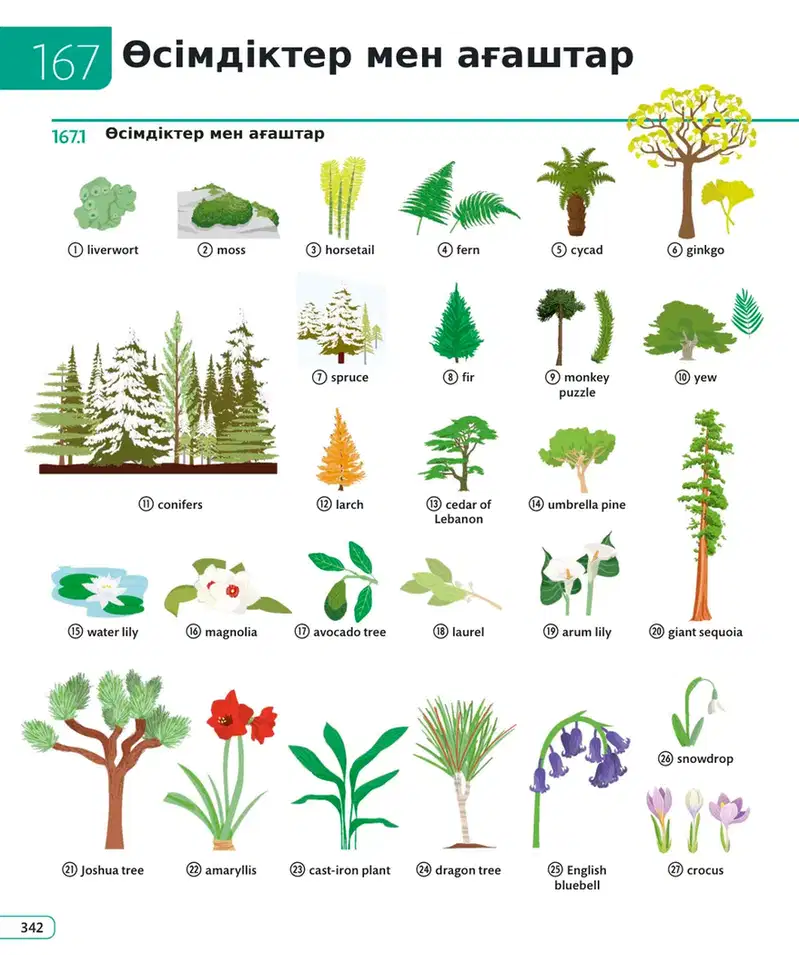 167 Өсімдіктер мен ағаштар
167.1 Өсімдіктер мен ағаштар
① liverwort ② moss ③ horsetail ④ fern ⑤ cycad ⑥ ginkgo
⑦ spruce ⑧ fir ⑨ monkey ⑩ yew
puzzle
⑪ conifers ⑫ larch ⑬ cedar of ⑭ umbrella pine
Lebanon
⑮ water lily ⑯ magnolia ⑰ avocado tree ⑱ laurel ⑲ arum lily ⑳ giant sequoia
㉖ snowdrop
㉑ Joshua tree ㉒ amaryllis ㉓ cast-iron plant ㉔ dragon tree ㉕ English ㉗ crocus
bluebell
342